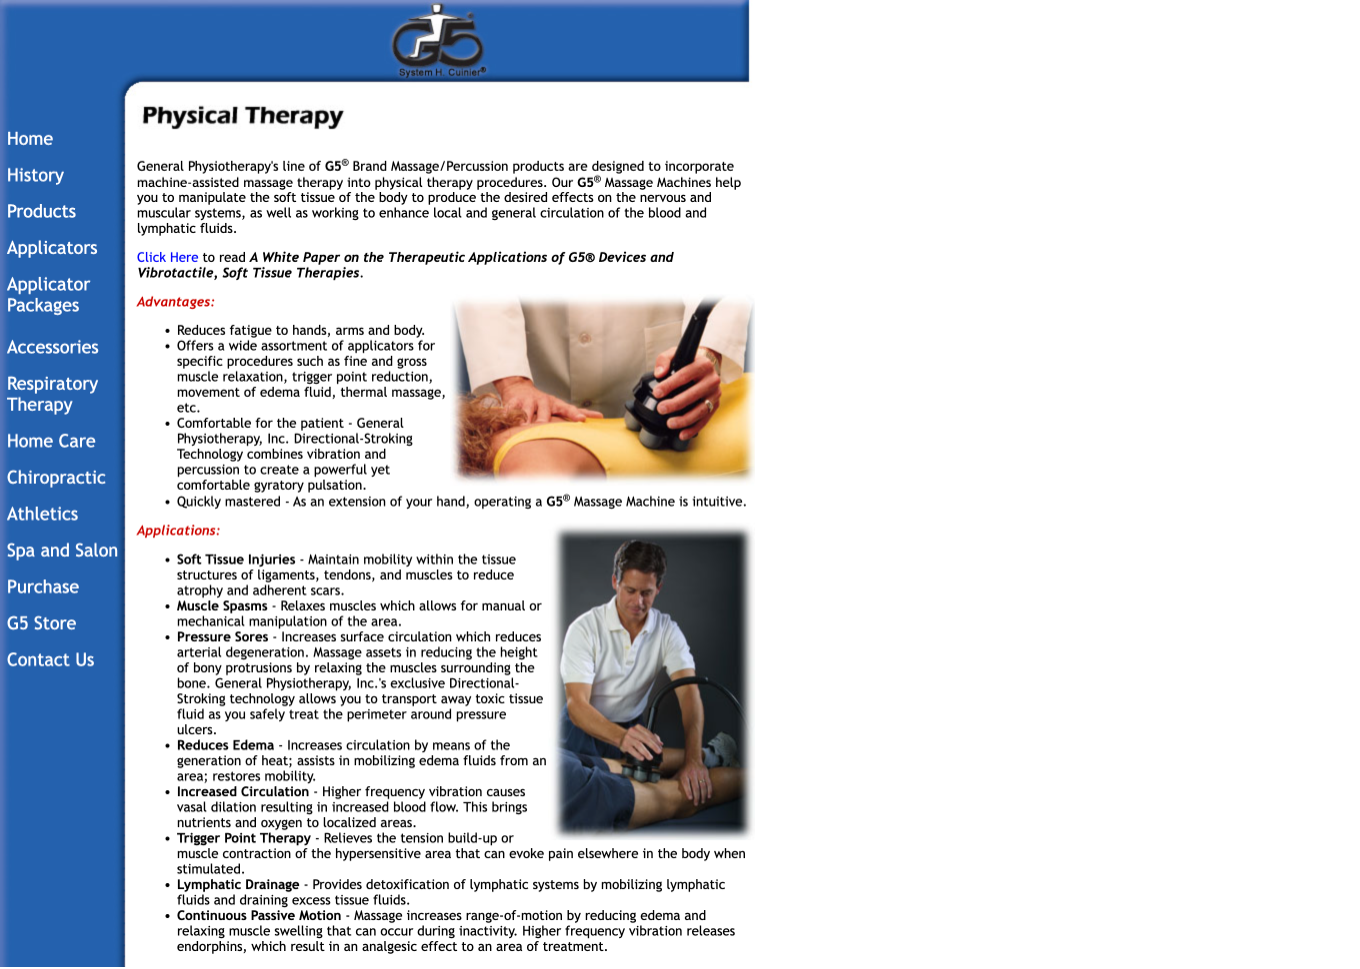 G5
System H. Cuinier®
Physical Therapy
Home
History
Products
Applicators
Applicator
Packages
Accessories
Respiratory
Therapy
Home Care
Chiropractic
Athletics
Spa and Salon
Purchase
G5 Store
Contact Us
General Physiotherapy's line of G5® Brand Massage/Percussion products are designed to incorporate
machine-assisted massage therapy into physical therapy procedures. Our G5® Massage Machines help
you to manipulate the soft tissue of the body to produce the desired effects on the nervous and
muscular systems, as well as working to enhance local and general circulation of the blood and
lymphatic fluids.
Click Here to read A White Paper on the Therapeutic Applications of G5® Devices and
Vibrotactile, Soft Tissue Therapies.
Advantages:
• Reduces fatigue to hands, arms and body.
• Offers a wide assortment of applicators for
specific procedures such as fine and gross
muscle relaxation, trigger point reduction,
movement of edema fluid, thermal massage,
etc.
• Comfortable for the patient - General
Physiotherapy, Inc. Directional-Stroking
Technology combines vibration and
percussion to create a powerful yet
comfortable gyratory pulsation.
• Quickly mastered - As an extension of your hand, operating a G5® Massage Machine is intuitive.
Applications:
• Soft Tissue Injuries - Maintain mobility within the tissue
structures of ligaments, tendons, and muscles to reduce
atrophy and adherent scars.
• Muscle Spasms - Relaxes muscles which allows for manual or
mechanical manipulation of the area.
• Pressure Sores - Increases surface circulation which reduces
arterial degeneration. Massage assets in reducing the height
of bony protrusions by relaxing the muscles surrounding the
bone. General Physiotherapy, Inc.'s exclusive Directional-
Stroking technology allows you to transport away toxic tissue
fluid as you safely treat the perimeter around pressure
ulcers.
• Reduces Edema - Increases circulation by means of the
generation of heat; assists in mobilizing edema fluids from an
area; restores mobility.
• Increased Circulation - Higher frequency vibration causes
vasal dilation resulting in increased blood flow. This brings
nutrients and oxygen to localized areas.
• Trigger Point Therapy - Relieves the tension build-up or
muscle contraction of the hypersensitive area that can evoke pain elsewhere in the body when
stimulated.
• Lymphatic Drainage - Provides detoxification of lymphatic systems by mobilizing lymphatic
fluids and draining excess tissue fluids.
• Continuous Passive Motion - Massage increases range-of-motion by reducing edema and
relaxing muscle swelling that can occur during inactivity. Higher frequency vibration releases
endorphins, which result in an analgesic effect to an area of treatment.